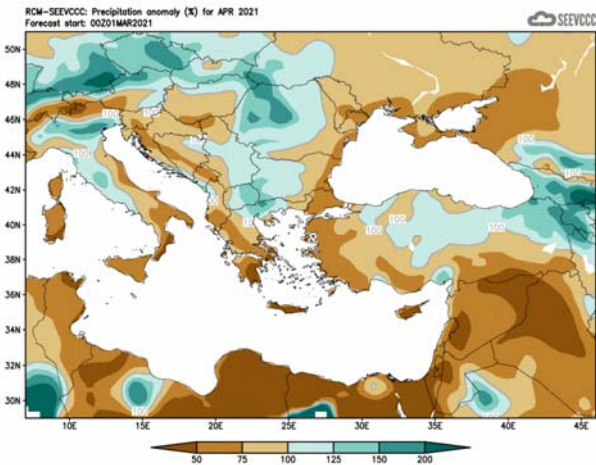 RCM-SEEVCCC: Precipitation anomaly (%) for APR 2021
Forecast start: 00Z01MAR2021
SEEVCCC
50N
48N
46N
44N
42N
40N
38N
36N
34N
32N
30N
100
100
100
100
100
100
100
100
10E
15E
20E
25E
30E
35E
40E
45E
50
75
100
125
150
200